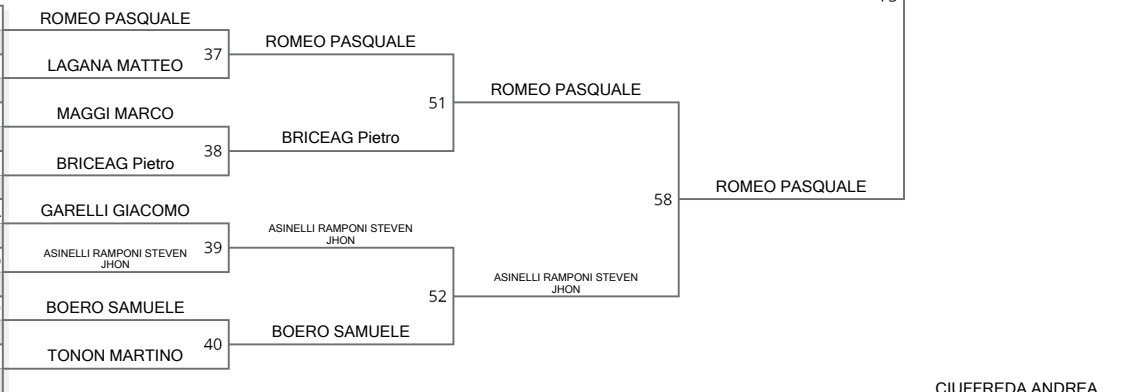 ROMEO PASQUALE
37
LAGANA MATTEO
ROMEO PASQUALE
MAGGI MARCO
38
BRICEAG Pietro
BRICEAG Pietro
51
ROMEO PASQUALE
GARELLI GIACOMO
39
ASINELLI RAMPONI STEVEN
JHON
ASINELLI RAMPONI STEVEN
JHON
BOERO SAMUELE
40
TONON MARTINO
BOERO SAMUELE
52
ASINELLI RAMPONI STEVEN
JHON
58
ROMEO PASQUALE
CIUFFREDA ANDREA